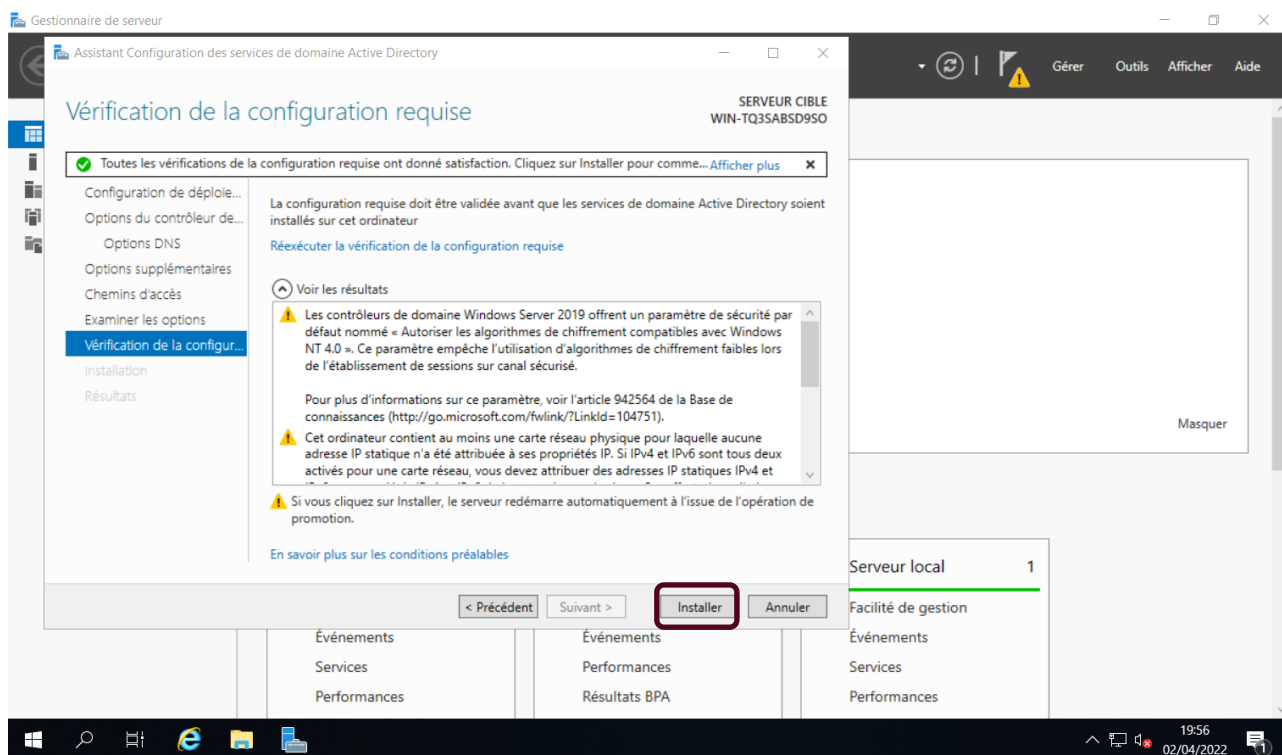 Gestionnaire de serveur
Assistant Configuration des services de domaine Active Directory
Gérer Outils Afficher Aide
Vérification de la configuration requise
SERVEUR CIBLE
WIN-TQ3SABSD9SO
Toutes les vérifications de la configuration requise ont donné satisfaction. Cliquez sur Installer pour comme... Afficher plus
Configuration de déploie...
Options du contrôleur de...
Options DNS
Options supplémentaires
Chemins d'accès
Examiner les options
Vérification de la configur...
Installation
Résultats
La configuration requise doit être validée avant que les services de domaine Active Directory soient
installés sur cet ordinateur
Réexécuter la vérification de la configuration requise
Voir les résultats
Les contrôleurs de domaine Windows Server 2019 offrent un paramètre de sécurité par
défaut nommé « Autoriser les algorithmes de chiffrement compatibles avec Windows
NT 4.0 ». Ce paramètre empêche l'utilisation d'algorithmes de chiffrement faibles lors
de l'établissement de sessions sur canal sécurisé.
Pour plus d'informations sur ce paramètre, voir l'article 942564 de la Base de
connaissances (http://go.microsoft.com/fwlink/?LinkId=104751).
Cet ordinateur contient au moins une carte réseau physique pour laquelle aucune
adresse IP statique n'a été attribuée à ses propriétés IP. Si IPv4 et IPv6 sont tous deux
activés pour une carte réseau, vous devez attribuer des adresses IP statiques IPv4 et
Si vous cliquez sur Installer, le serveur redémarre automatiquement à l'issue de l'opération de
promotion.
En savoir plus sur les conditions préalables
< Précédent Suivant > Installer Annuler
Masquer
Serveur local 1
Facilité de gestion
Événements Événements Événements
Services Performances Services
Performances Résultats BPA Performances
19:56
02/04/2022
1